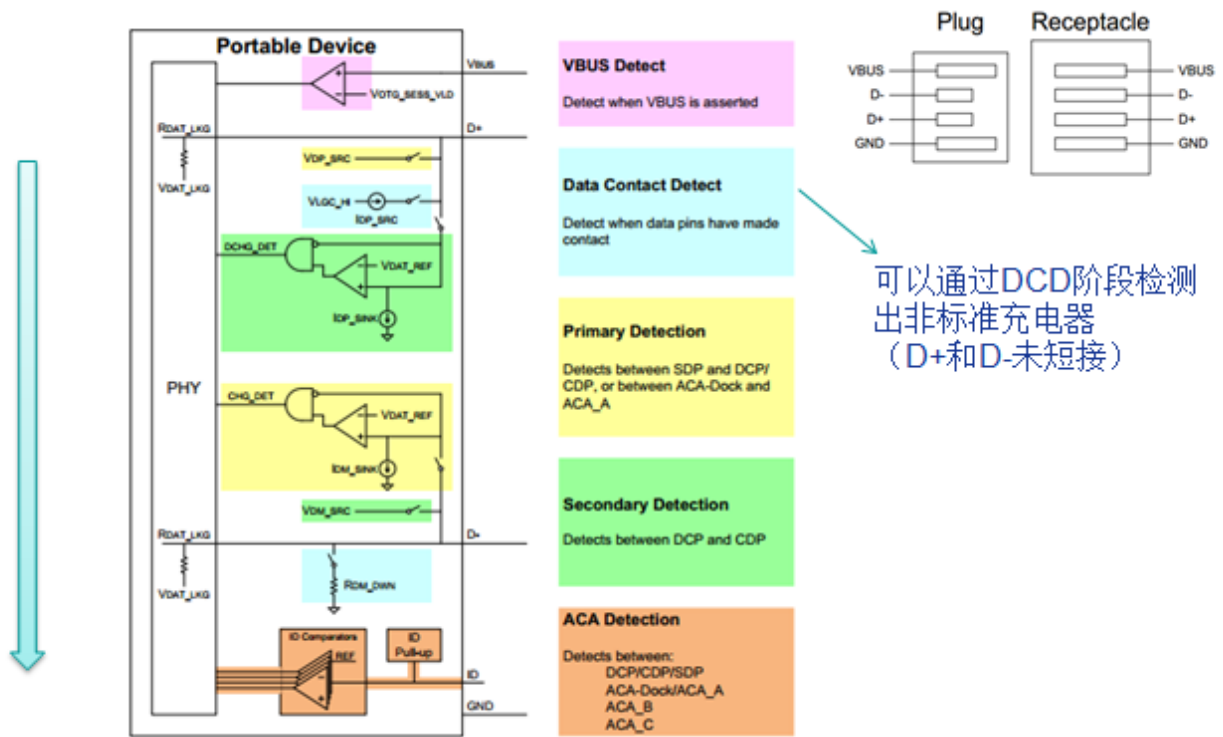 Portable Device
VBUS
VOTG_SESS_VLD
RDAT_LKG
D+
VDP_SRC
VDAT_LKG
VLGC_HI
IDP_SRC
DCHG_DET
VDAT_REF
IDP_SINK
PHY
CHG_DET
VDAT_REF
IDM_SINK
VDM_SRC
RDAT_LKG
D-
RDM_DWN
VDAT_LKG
ID Comparators
REF
ID
Pull-up
ID
GND
VBUS Detect
Detect when VBUS is asserted
Data Contact Detect
Detect when data pins have made
contact
Primary Detection
Detects between SDP and DCP/
CDP, or between ACA-Dock and
ACA_A
Secondary Detection
Detects between DCP and CDP
ACA Detection
Detects between:
DCP/CDP/SDP
ACA-Dock/ACA_A
ACA_B
ACA_C
Plug
VBUS
D-
D+
GND
Receptacle
VBUS
D-
D+
GND
可以通过DCD阶段检测
出非标准充电器
（D+和D-未短接）